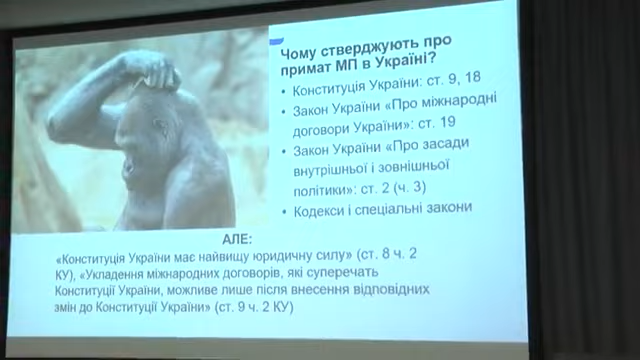 Чому стверджують про
примат МП в Україні?
• Конституція України: ст. 9, 18
• Закон України «Про міжнародні
договори України»: ст. 19
• Закон України «Про засади
внутрішньої і зовнішньої
політики»: ст. 2 (ч. 3)
• Кодекси і спеціальні закони
АЛЕ:
«Конституція України має найвищу юридичну силу» (ст. 8 ч. 2
КУ), «Укладення міжнародних договорів, які суперечать
Конституції України, можливе лише після внесення відповідних
змін до Конституції України» (ст. 9 ч. 2 КУ)